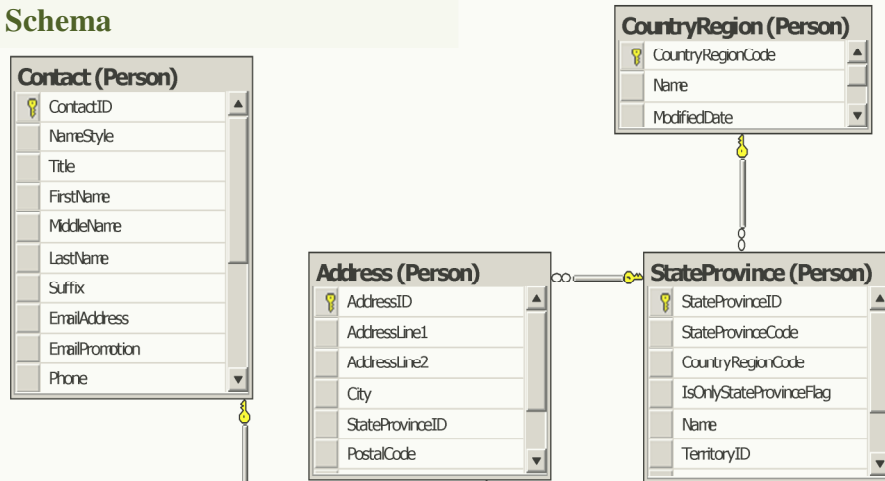 Schema
CountryRegion (Person)
CountryRegionCode
Name
ModifiedDate
Contact (Person)
ContactID
NameStyle
Title
FirstName
MiddleName
LastName
Suffix
EmailAddress
EmailPromotion
Phone
Address (Person)
AddressID
AddressLine1
AddressLine2
City
StateProvinceID
PostalCode
StateProvince (Person)
StateProvinceID
StateProvinceCode
CountryRegionCode
IsOnlyStateProvinceFlag
Name
TerritoryID